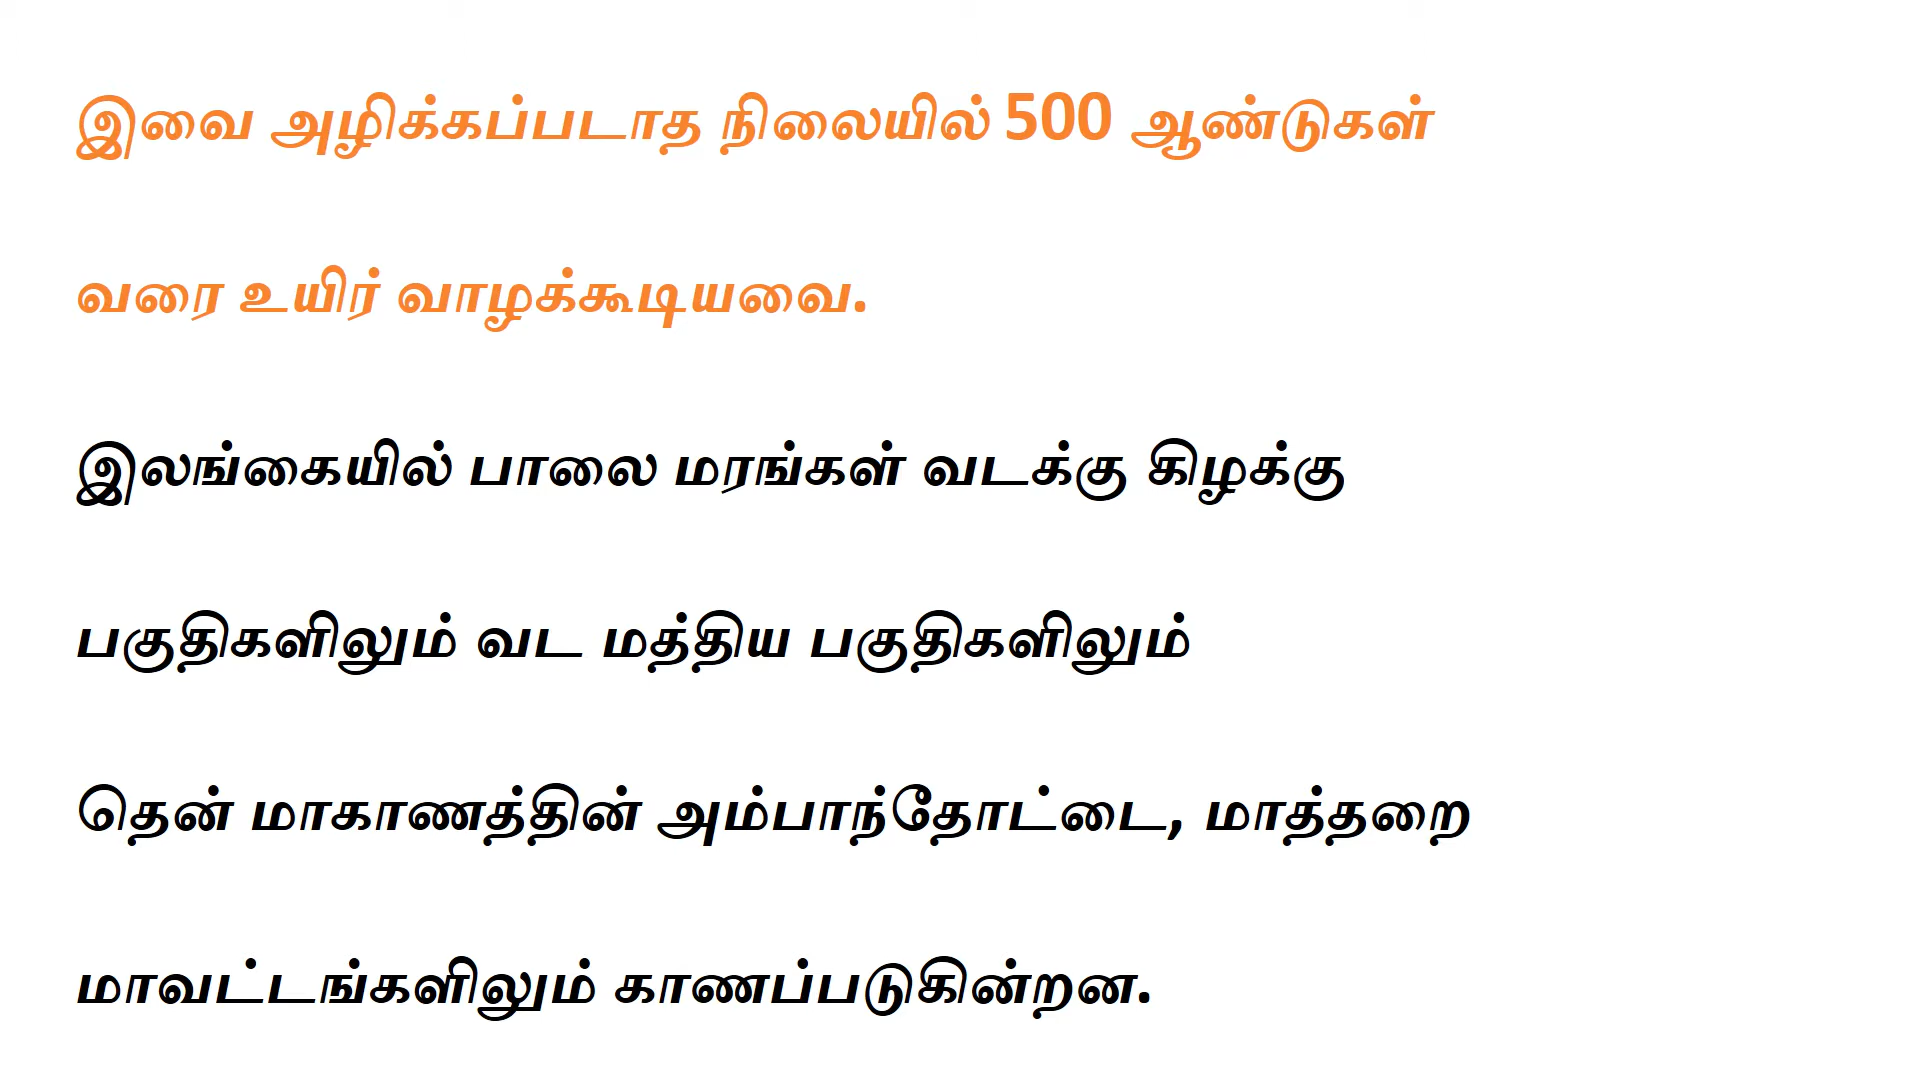 இவை அழிக்கப்படாத நிலையில் 500 ஆண்டுகள்
வரை உயிர் வாழக்கூடியவை.
இலங்கையில் பாலை மரங்கள் வடக்கு கிழக்கு
பகுதிகளிலும் வட மத்திய பகுதிகளிலும்
தென் மாகாணத்தின் அம்பாந்தோட்டை, மாத்தறை
மாவட்டங்களிலும் காணப்படுகின்றன.